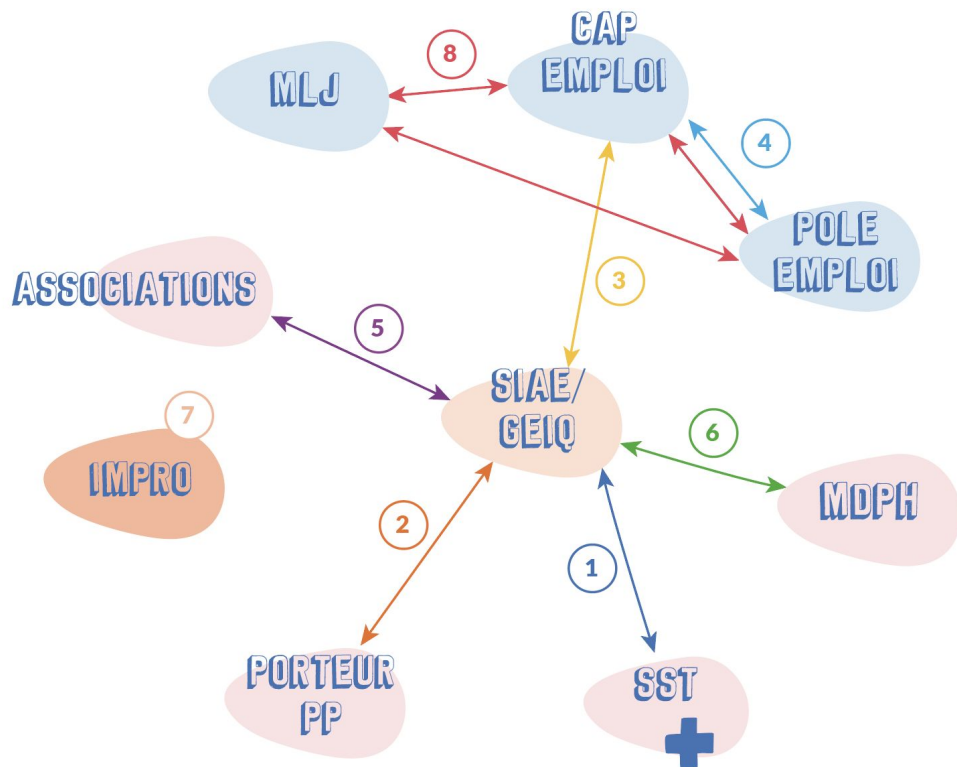 CAP
EMPLOI
8
MLJ
4
POLE
EMPLOI
3
ASSOCIATIONS
5
SIAE/
GEIQ
7
IMPRO
6
MDPH
2
1
PORTEUR
PP
SST